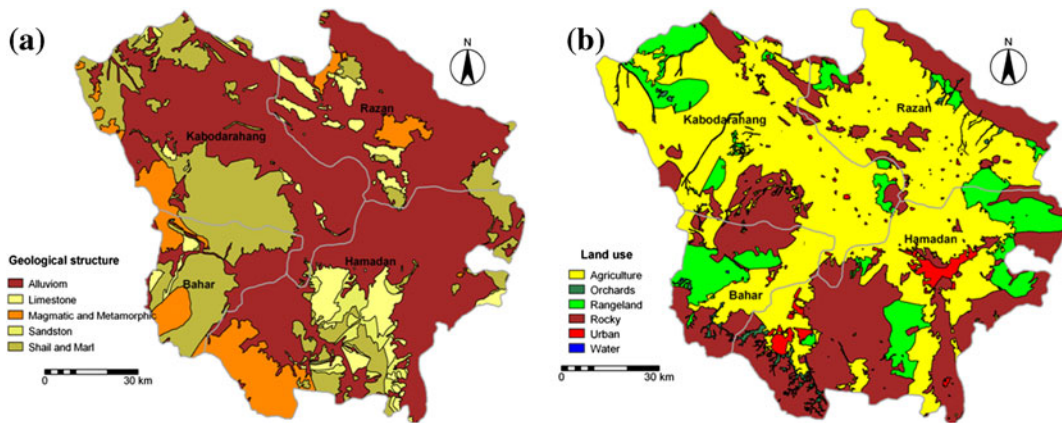 (a)
N
Razan
Kabodarahang
Hamadan
Bahar
Geological structure
Alluviom
Limestone
Magmatic and Metamorphic
Sandston
Shail and Marl
0 30 km
(b)
N
Razan
Kabodarahang
Hamadan
Bahar
Land use
Agriculture
Orchards
Rangeland
Rocky
Urban
Water
0 30 km